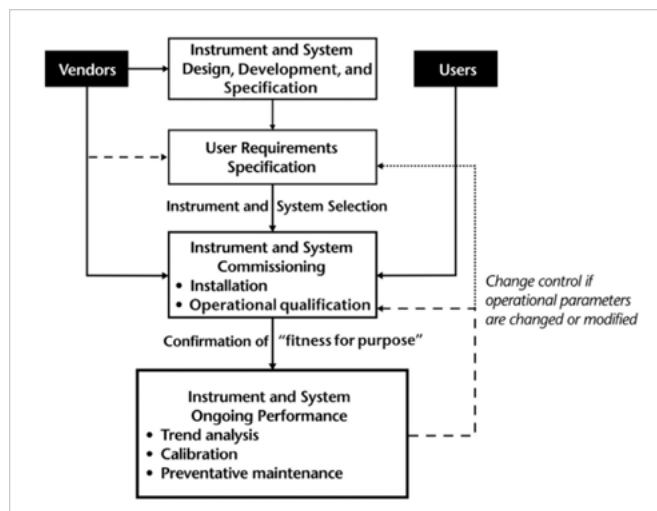 Vendors
Instrument and System
Design, Development, and
Specification
Users
User Requirements
Specification
Instrument and System Selection
Instrument and System
Commissioning
• Installation
• Operational qualification
Change control if
operational parameters
are changed or modified
Confirmation of "fitness for purpose"
Instrument and System
Ongoing Performance
• Trend analysis
• Calibration
• Preventative maintenance